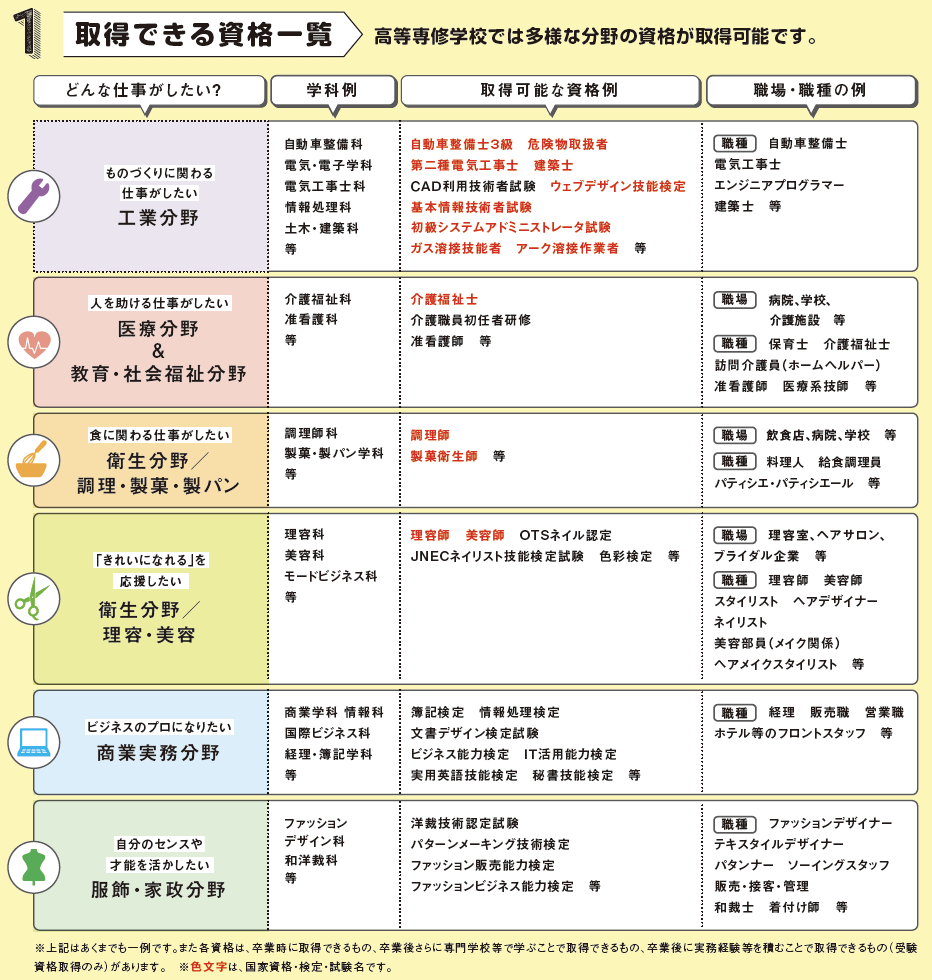 1 取得できる資格一覧 高等専修学校では多様な分野の資格が取得可能です。
どんな仕事がしたい？ 学科例 取得可能な資格例 職場・職種の例
ものづくりに関わる
仕事がしたい
工業分野
自動車整備科
電気・電子学科
電気工事士科
情報処理科
土木・建築科
等
自動車整備士3級　危険物取扱者
第二種電気工事士　建築士
CAD利用技術者試験　ウェブデザイン技能検定
基本情報技術者試験
初級システムアドミニストレータ試験
ガス溶接技能者　アーク溶接作業者　等
職種　自動車整備士
電気工事士
エンジニアプログラマー
建築士　等
人を助ける仕事がしたい
医療分野
&
教育・社会福祉分野
介護福祉科
准看護科
等
介護福祉士
介護職員初任者研修
准看護師　等
職場　病院、学校、
介護施設　等
職種　保育士　介護福祉士
訪問介護員（ホームヘルパー）
准看護師　医療系技師　等
食に関わる仕事がしたい
衛生分野／
調理・製菓・製パン
調理師科
製菓・製パン学科
等
調理師
製菓衛生師　等
職場　飲食店、病院、学校　等
職種　料理人　給食調理員
パティシエ・パティシエール　等
「きれいになれる」を
応援したい
衛生分野／
理容・美容
理容科
美容科
モードビジネス科
等
理容師　美容師　OTSネイル認定
JNECネイリスト技能検定試験　色彩検定　等
職場　理容室、ヘアサロン、
ブライダル企業　等
職種　理容師　美容師
スタイリスト　ヘアデザイナー
ネイリスト
美容部員（メイク関係）
ヘアメイクスタイリスト　等
ビジネスのプロになりたい
商業実務分野
商業学科 情報科
国際ビジネス科
経理・簿記学科
等
簿記検定　情報処理検定
文書デザイン検定試験
ビジネス能力検定　IT活用能力検定
実用英語技能検定　秘書技能検定　等
職種　経理　販売職　営業職
ホテル等のフロントスタッフ　等
自分のセンスや
才能を活かしたい
服飾・家政分野
ファッション
デザイン科
和洋裁科
等
洋裁技術認定試験
パターンメーキング技術検定
ファッション販売能力検定
ファッションビジネス能力検定　等
職種　ファッションデザイナー
テキスタイルデザイナー
パタンナー　ソーイングスタッフ
販売・接客・管理
和裁士　着付け師　等
※上記はあくまでも一例です。また各資格は、卒業時に取得できるもの、卒業後さらに専門学校等で学ぶことで取得できるもの、卒業後に実務経験等を積むことで取得できるもの（受験
資格取得のみ）があります。　※色文字は、国家資格・検定・試験名です。